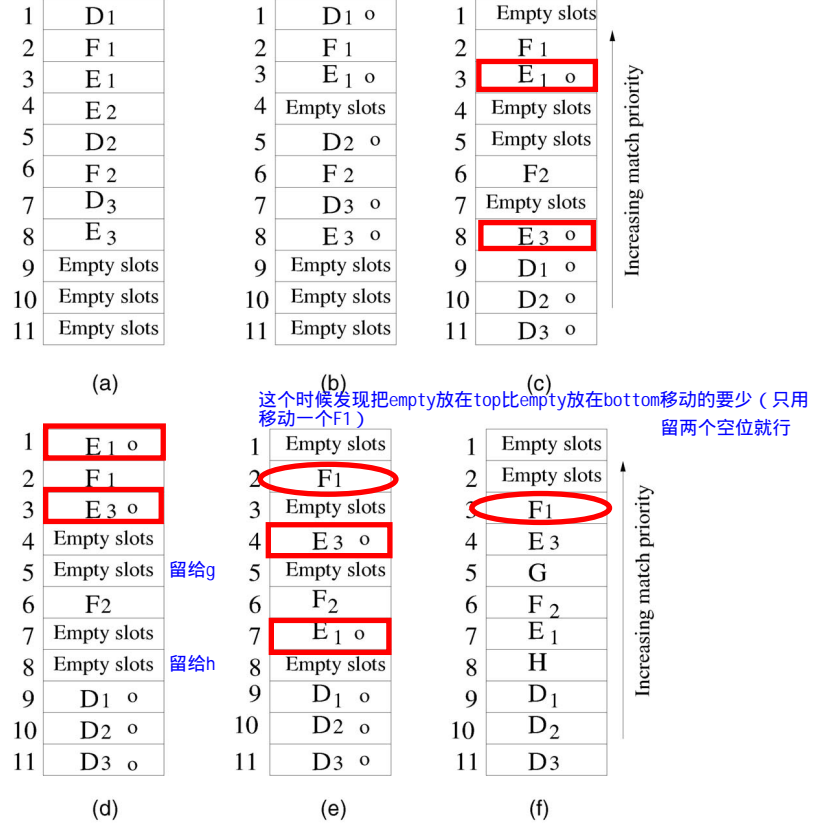 1 D1
2 F1
3 E1
4 E2
5 D2
6 F2
7 D3
8 E3
9 Empty slots
10 Empty slots
11 Empty slots
(a)
1 D1 o
2 F1
3 E1 o
4 Empty slots
5 D2 o
6 F2
7 D3 o
8 E3 o
9 Empty slots
10 Empty slots
11 Empty slots
(b)
1 Empty slots
2 F1
3 E1 o
4 Empty slots
5 Empty slots
6 F2
7 Empty slots
8 E3 o
9 D1 o
10 D2 o
11 D3 o
(c)
Increasing match priority
这个时候发现把empty放在top比empty放在bottom移动的要少（只用
移动一个F1）
留两个空位就行
1 E1 o
2 F1
3 E3 o
4 Empty slots
5 Empty slots 留给g
6 F2
7 Empty slots
8 Empty slots 留给h
9 D1 o
10 D2 o
11 D3 o
(d)
1 Empty slots
2 F1
3 Empty slots
4 E3 o
5 Empty slots
6 F2
7 E1 o
8 Empty slots
9 D1 o
10 D2 o
11 D3 o
(e)
1 Empty slots
2 Empty slots
3 F1
4 E3
5 G
6 F2
7 E1
8 H
9 D1
10 D2
11 D3
(f)
Increasing match priority